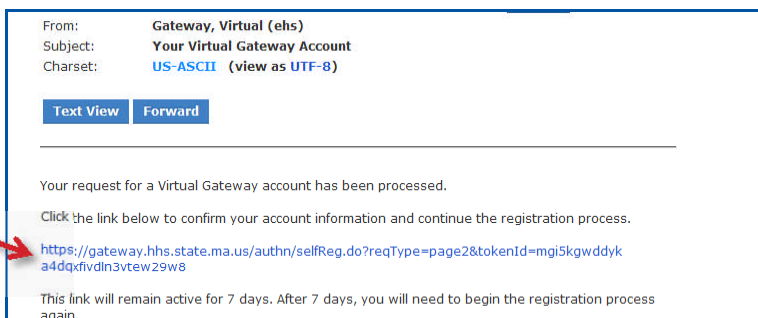 From: Gateway, Virtual (ehs)
Subject: Your Virtual Gateway Account
Charset: US-ASCII (view as UTF-8)
Text View Forward
Your request for a Virtual Gateway account has been processed.
Click the link below to confirm your account information and continue the registration process.
https://gateway.hhs.state.ma.us/authn/selfReg.do?reqType=page2&tokenId=mgi5kgwddyk
a4dqxfivdln3vtew29w8
This link will remain active for 7 days. After 7 days, you will need to begin the registration process
again